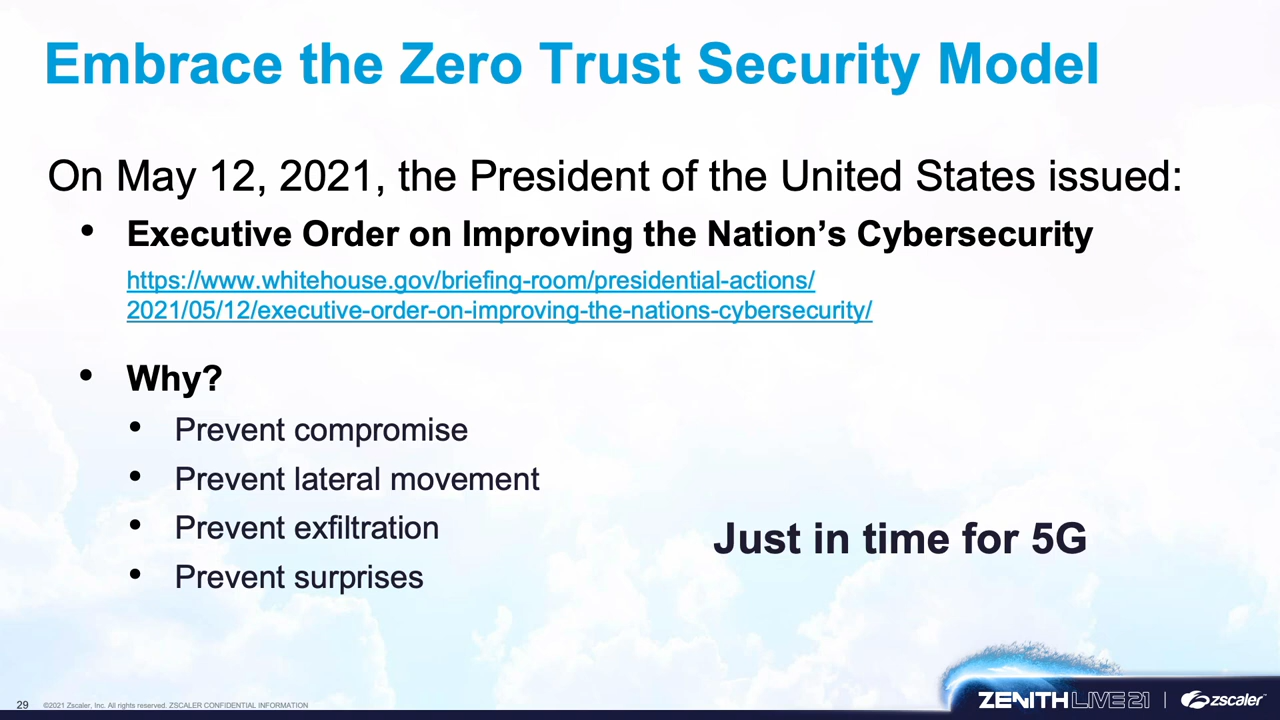 Embrace the Zero Trust Security Model
On May 12, 2021, the President of the United States issued:
• Executive Order on Improving the Nation’s Cybersecurity
https://www.whitehouse.gov/briefing-room/presidential-actions/
2021/05/12/executive-order-on-improving-the-nations-cybersecurity/
• Why?
• Prevent compromise
• Prevent lateral movement
• Prevent exfiltration
• Prevent surprises
Just in time for 5G
29 ©2021 Zscaler, Inc. All rights reserved. ZSCALER CONFIDENTIAL INFORMATION
ZENITH LIVE21 | zscaler™